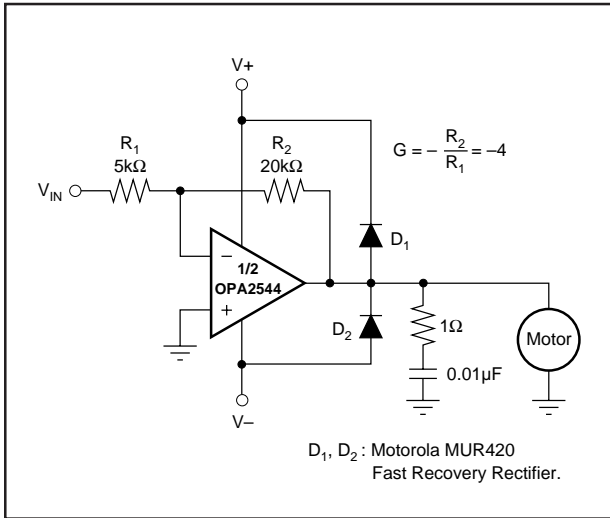 V+
R1
5kΩ
R2
20kΩ
G = – R2/R1 = –4
VIN
–
1/2
OPA2544
+
D1
D2
1Ω
0.01µF
Motor
V–
D1, D2 : Motorola MUR420
Fast Recovery Rectifier.